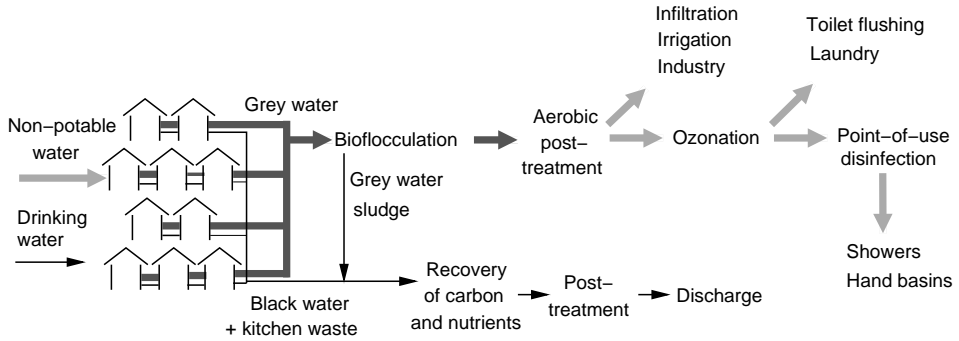 Infiltration
Irrigation
Industry
Toilet flushing
Laundry
Grey water
Non−potable
water
Bioflocculation
Aerobic
post−
treatment
Ozonation
Point−of−use
disinfection
Grey water
sludge
Drinking
water
Showers
Hand basins
Black water
+ kitchen waste
Recovery
of carbon
and nutrients
Post−
treatment
Discharge